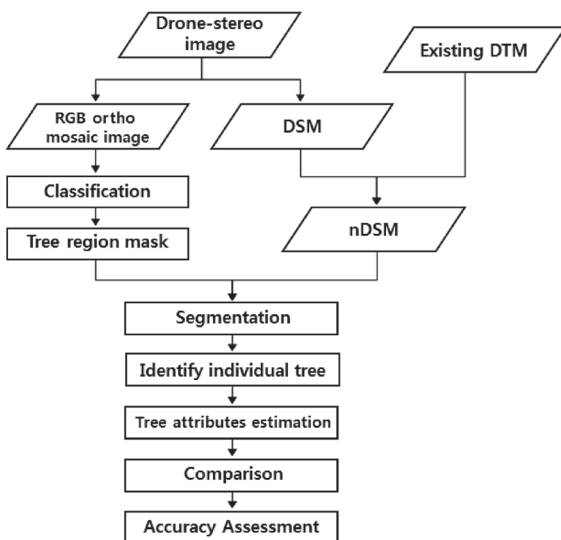 Drone-stereo
image
Existing DTM
RGB ortho
mosaic image
DSM
Classification
Tree region mask
nDSM
Segmentation
Identify individual tree
Tree attributes estimation
Comparison
Accuracy Assessment